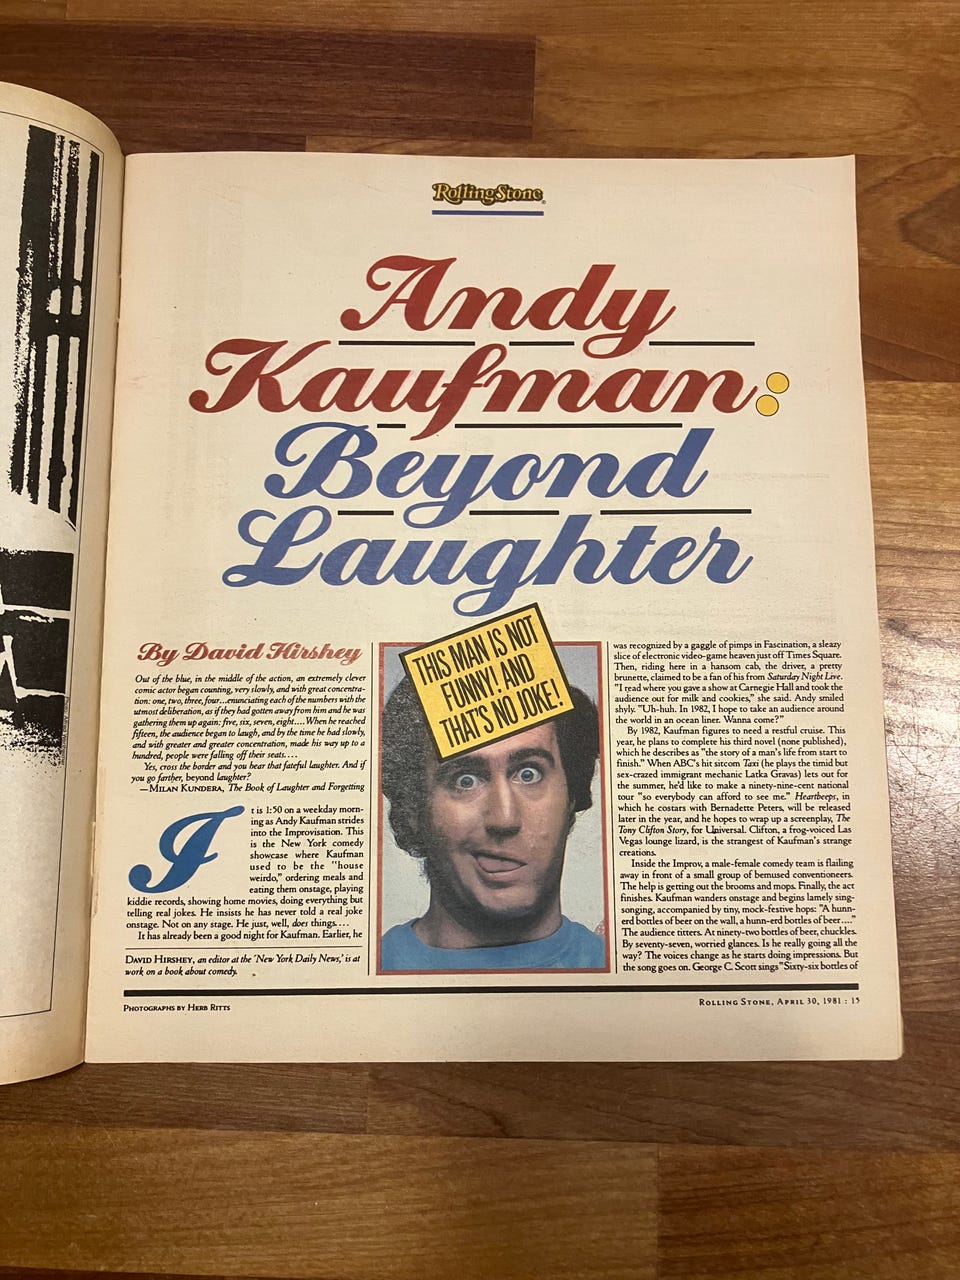 Rolling Stone
Andy
Kaufman:
Beyond
Laughter
By David Hirshey
Out of the blue, in the middle of the action, an extremely clever
comic actor began counting, very slowly, and with great concentra-
tion: one, two, three, four...enunciating each of the numbers with the
utmost deliberation, as if they had gotten away from him and he was
gathering them up again: five, six, seven, eight....When he reached
fifteen, the audience began to laugh, and by the time he had slowly,
and with greater and greater concentration, made his way up to a
hundred, people were falling off their seats....
Yes, cross the border and you hear that fateful laughter. And if
you go farther, beyond laughter?
—MILAN KUNDERA, The Book of Laughter and Forgetting
It is 1:50 on a weekday morn-
ing as Andy Kaufman strides
into the Improvisation. This
is the New York comedy
showcase where Kaufman
used to be the "house
weirdo," ordering meals and
eating them onstage, playing
kiddie records, showing home movies, doing everything but
telling real jokes. He insists he has never told a real joke
onstage. Not on any stage. He just, well, does things....
It has already been a good night for Kaufman. Earlier, he
DAVID HIRSHEY, an editor at the 'New York Daily News,' is at
work on a book about comedy.
THIS MAN IS NOT
FUNNY! AND
THAT'S NO JOKE!
was recognized by a gaggle of pimps in Fascination, a sleazy
slice of electronic video-game heaven just off Times Square.
Then, riding here in a hansom cab, the driver, a pretty
brunette, claimed to be a fan of his from Saturday Night Live.
"I read where you gave a show at Carnegie Hall and took the
audience out for milk and cookies," she said. Andy smiled
shyly. "Uh-huh. In 1982, I hope to take an audience around
the world in an ocean liner. Wanna come?"
By 1982, Kaufman figures to need a restful cruise. This
year, he plans to complete his third novel (none published),
which he describes as "the story of a man's life from start to
finish." When ABC's hit sitcom Taxi (he plays the timid but
sex-crazed immigrant mechanic Latka Gravas) lets out for
the summer, he'd like to make a ninety-nine-cent national
tour "so everybody can afford to see me." Heartbeeps, in
which he costars with Bernadette Peters, will be released
later in the year, and he hopes to wrap up a screenplay, The
Tony Clifton Story, for Universal. Clifton, a frog-voiced Las
Vegas lounge lizard, is the strangest of Kaufman's strange
creations.
Inside the Improv, a male-female comedy team is flailing
away in front of a small group of bemused conventioneers.
The help is getting out the brooms and mops. Finally, the act
finishes. Kaufman wanders onstage and begins lamely sing-
songing, accompanied by tiny, mock-festive hops: "A hunn-
erd bottles of beer on the wall, a hunn-erd bottles of beer...."
The audience titters. At ninety-two bottles of beer, chuckles.
By seventy-seven, worried glances. Is he really going all the
way? The voices change as he starts doing impressions. But
the song goes on. George C. Scott sings "Sixty-six bottles of
PHOTOGRAPHS BY HERB RITTS
ROLLING STONE, APRIL 30, 1981 : 15